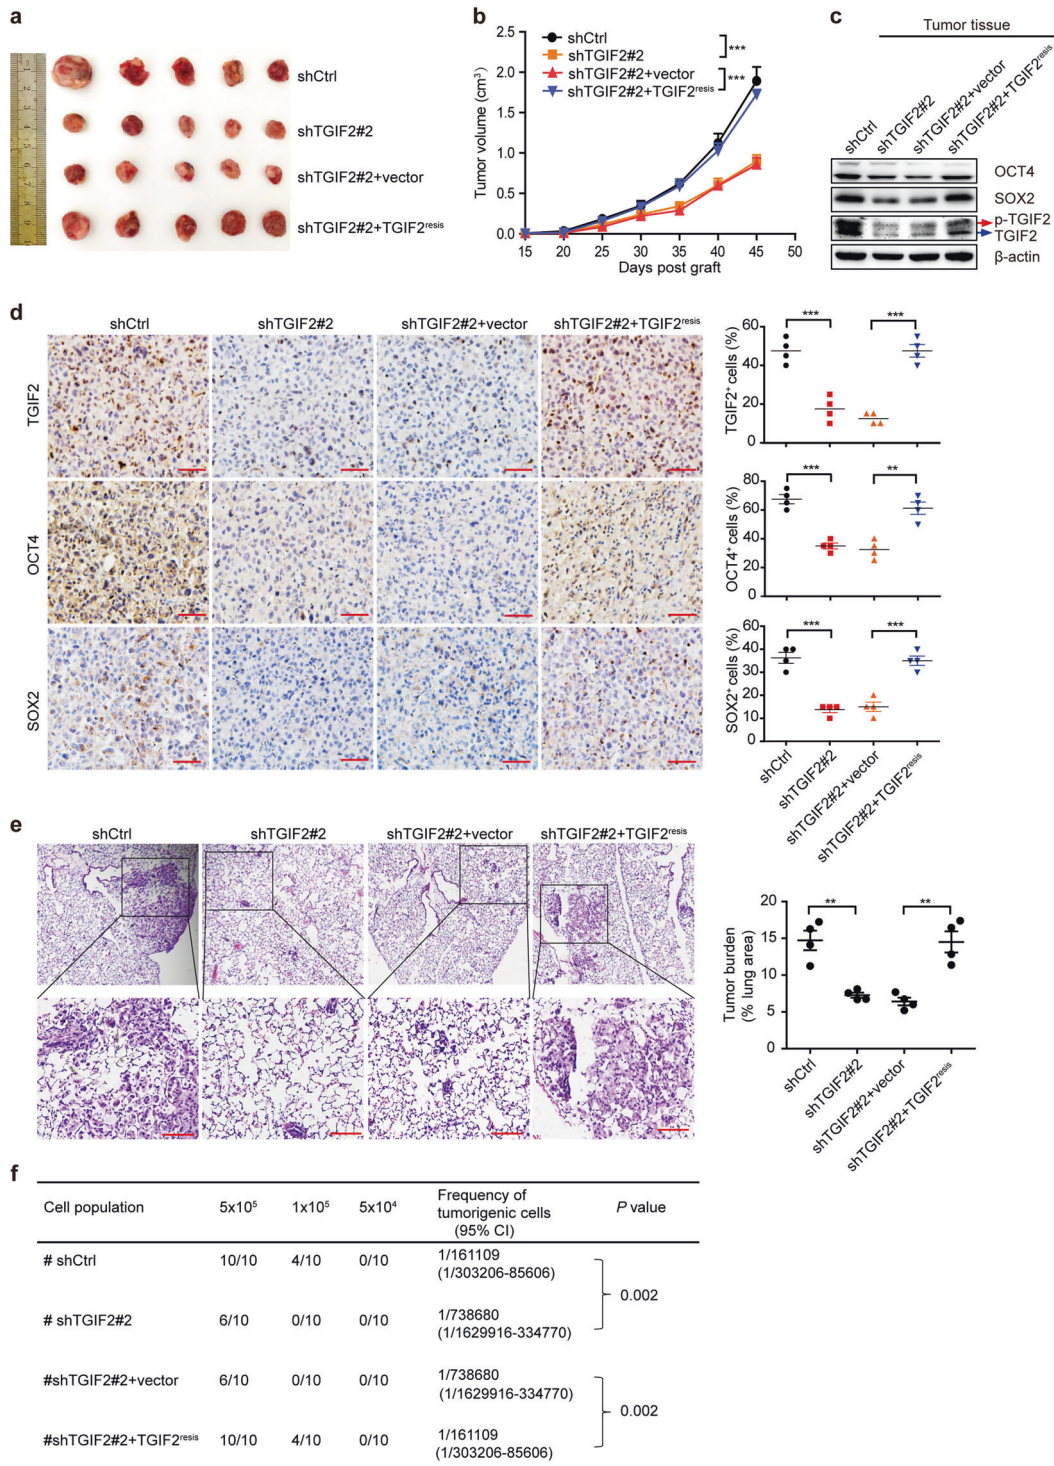 a
shCtrl
shTGIF2#2
shTGIF2#2+vector
shTGIF2#2+TGIF2resis
1
2
3
4
5
6
7
8
9
b
Tumor volume (cm³)
2.5
2.0
1.5
1.0
0.5
0.0
15 20 25 30 35 40 45 50
Days post graft
shCtrl
shTGIF2#2
shTGIF2#2+vector
shTGIF2#2+TGIF2resis
***
***
c
Tumor tissue
shCtrl
shTGIF2#2
shTGIF2#2+vector
shTGIF2#2+TGIF2resis
OCT4
SOX2
p-TGIF2
TGIF2
β-actin
d
shCtrl shTGIF2#2 shTGIF2#2+vector shTGIF2#2+TGIF2resis
TGIF2
OCT4
SOX2
TGIF2⁺ cells (%)
60
40
20
0
*** ***
OCT4⁺ cells (%)
80
60
40
20
0
*** **
SOX2⁺ cells (%)
40
30
20
10
0
*** ***
shCtrl
shTGIF2#2
shTGIF2#2+vector
shTGIF2#2+TGIF2resis
e
shCtrl shTGIF2#2 shTGIF2#2+vector shTGIF2#2+TGIF2resis
Tumor burden
(% lung area)
20
15
10
5
0
** **
shCtrl
shTGIF2#2
shTGIF2#2+vector
shTGIF2#2+TGIF2resis
f
Cell population 5x10⁵ 1x10⁵ 5x10⁴ Frequency of tumorigenic cells (95% CI) P value
# shCtrl 10/10 4/10 0/10 1/161109
(1/303206-85606)
0.002
# shTGIF2#2 6/10 0/10 0/10 1/738680
(1/1629916-334770)
#shTGIF2#2+vector 6/10 0/10 0/10 1/738680
(1/1629916-334770)
0.002
#shTGIF2#2+TGIF2resis 10/10 4/10 0/10 1/161109
(1/303206-85606)